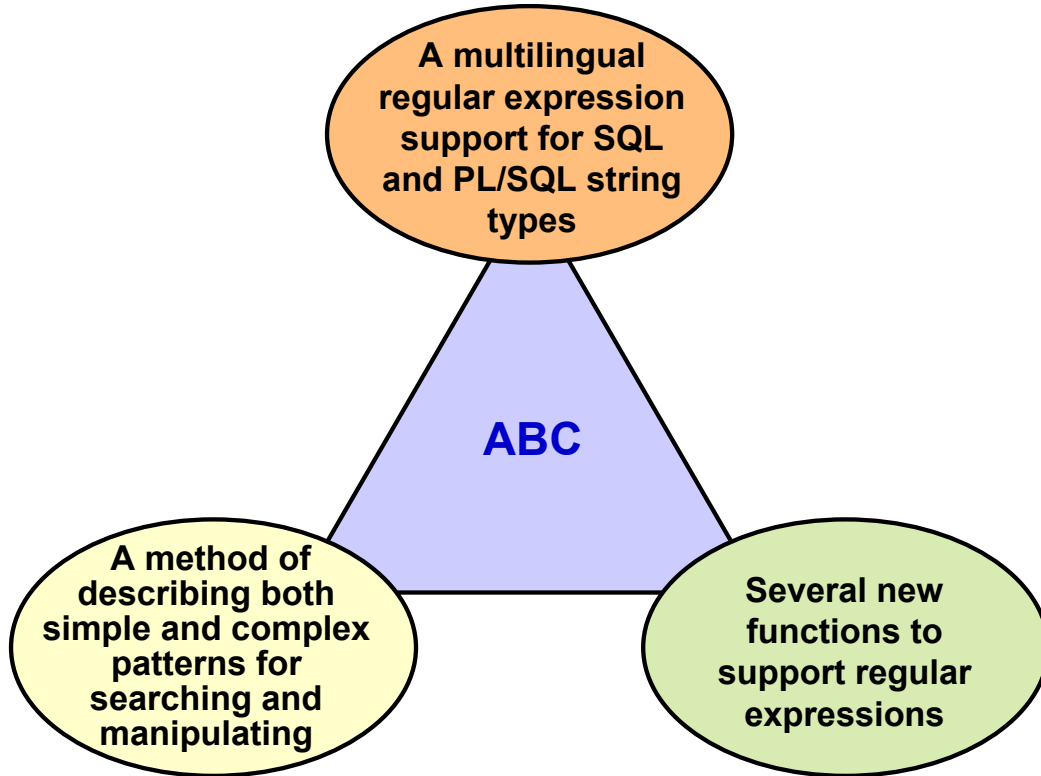 A multilingual
regular expression
support for SQL
and PL/SQL string
types
ABC
A method of
describing both
simple and complex
patterns for
searching and
manipulating
Several new
functions to
support regular
expressions